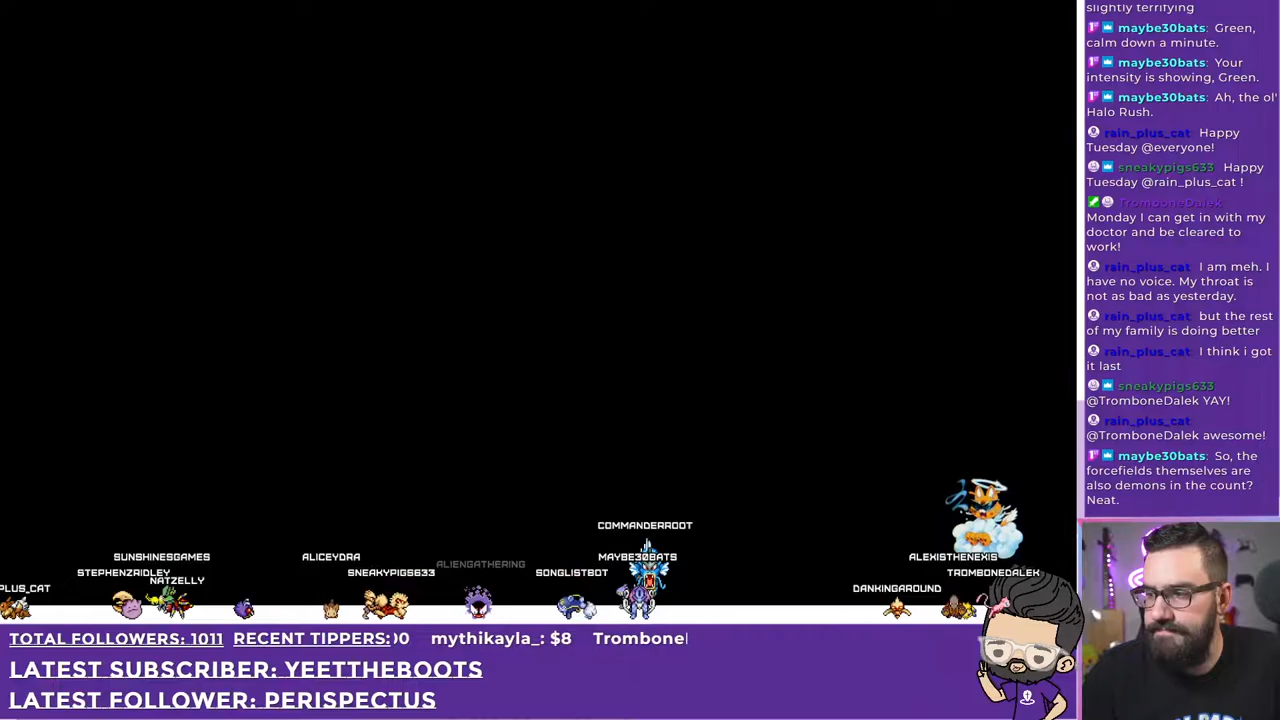 slightly terrifying
maybe30bats: Green,
calm down a minute.
maybe30bats: Your
intensity is showing, Green.
maybe30bats: Ah, the ol'
Halo Rush.
rain_plus_cat: Happy
Tuesday @everyone!
sneakypigs633: Happy
Tuesday @rain_plus_cat !
TromboneDalek:
Monday I can get in with my
doctor and be cleared to
work!
rain_plus_cat: I am meh. I
have no voice. My throat is
not as bad as yesterday.
rain_plus_cat: but the rest
of my family is doing better
rain_plus_cat: I think i got
it last
sneakypigs633:
@TromboneDalek YAY!
rain_plus_cat:
@TromboneDalek awesome!
maybe30bats: So, the
forcefields themselves are
also demons in the count?
Neat.
COMMANDERROOT
SUNSHINESGAMES
ALICEYDRA
MAYBE30BATS
ALEXISTHENEXIS
ALIENGATHERING
STEPHENZRIDLEY
SNEAKYPIGS633
SONGLISTBOT
TROMBONEDALEK
NATZELLY
PLUS_CAT
DANKINGAROUND
TOTAL FOLLOWERS: 1011 RECENT TIPPERS: )0 mythikayla_: $8 Trombone
LATEST SUBSCRIBER: YEETTHEBOOTS
LATEST FOLLOWER: PERISPECTUS